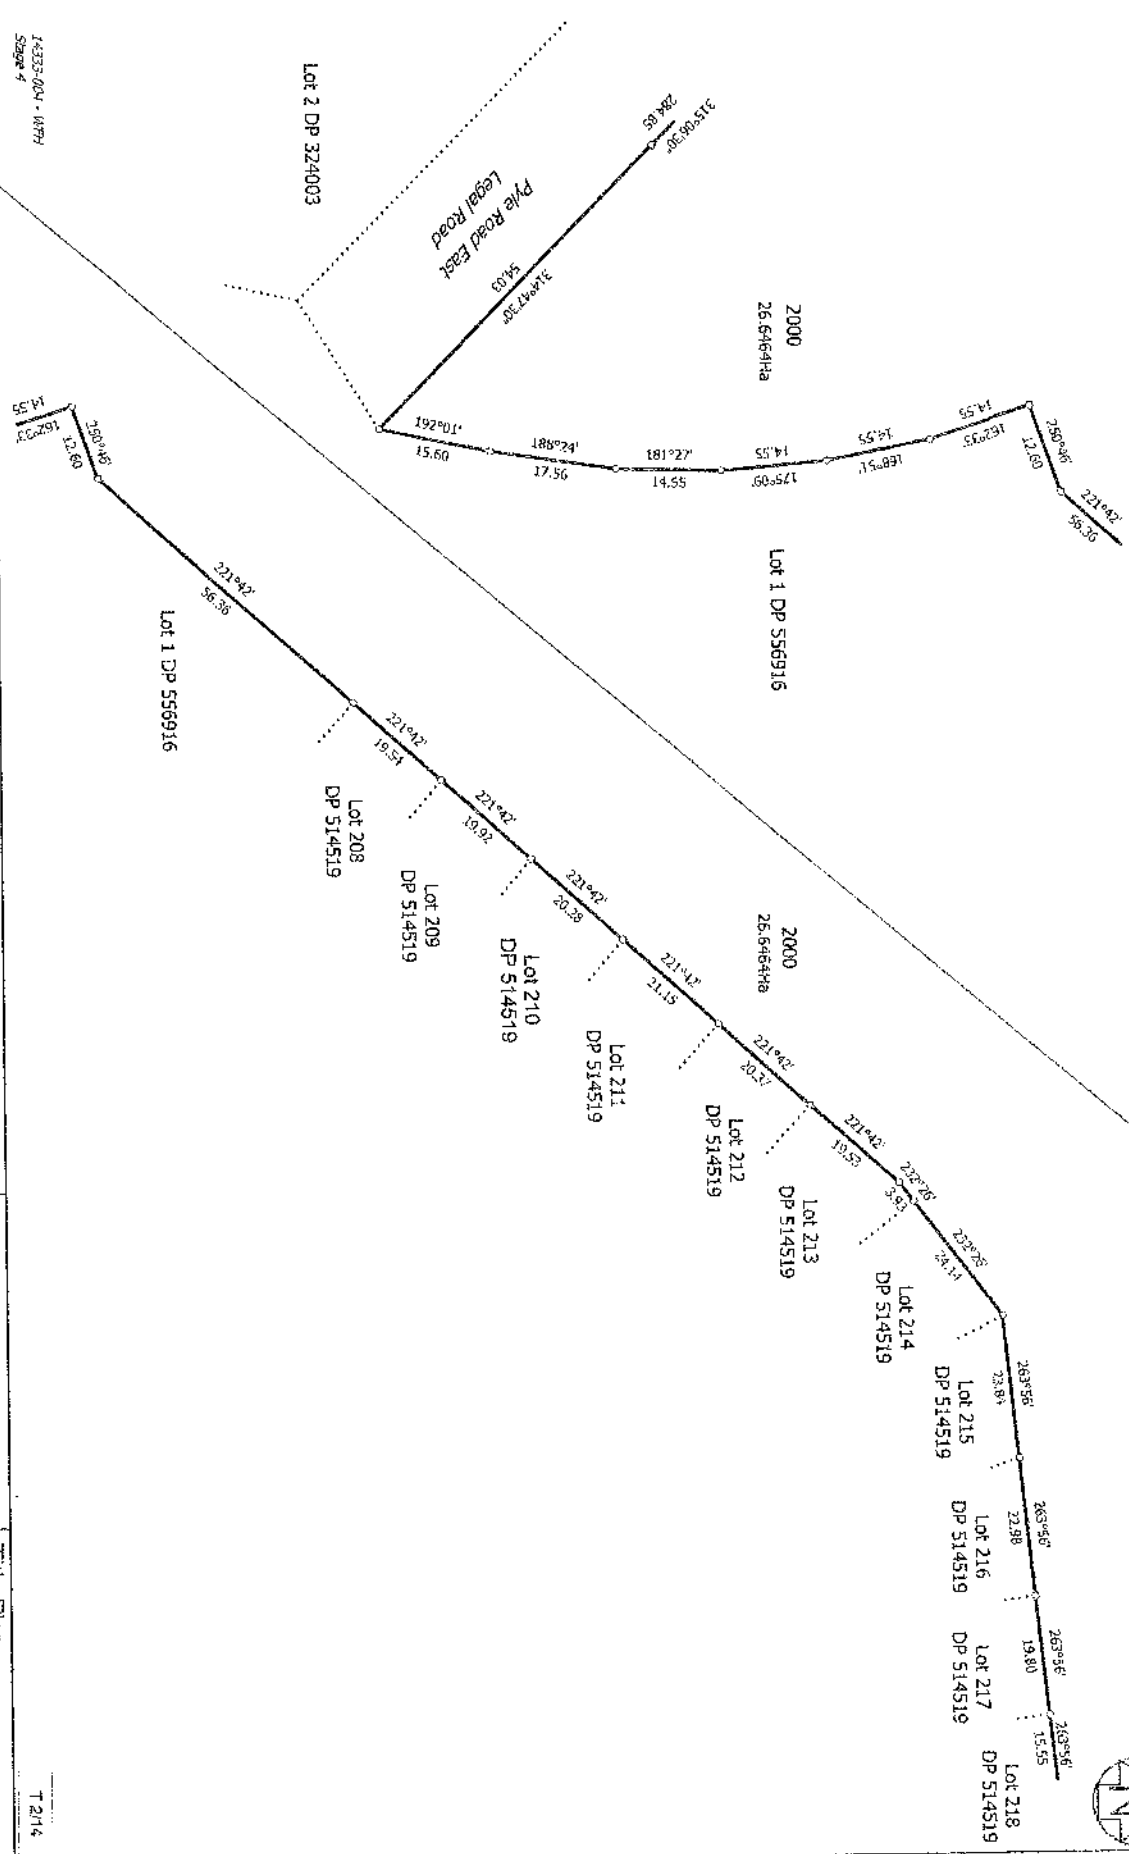 14333-004 - WPH
Stage 4
Lot 2 DP 324003
Pyle Road East
Legal Road
315°06'30"
284.85
314°47'30"
54.03
2000
26.6464Ha
192°01'
15.60
188°24'
17.56
181°27'
14.55
175°09'
14.55
168°51'
14.55
162°33'
14.55
250°46'
12.60
221°42'
56.36
Lot 1 DP 556916
162°33'
14.55
250°46'
12.60
221°42'
56.36
Lot 1 DP 556916
221°42'
19.54
Lot 208
DP 514519
221°42'
19.92
Lot 209
DP 514519
221°42'
20.28
Lot 210
DP 514519
221°42'
21.15
Lot 211
DP 514519
2000
26.6464Ha
221°42'
20.37
Lot 212
DP 514519
221°42'
19.53
Lot 213
DP 514519
232°26'
3.93
232°26'
24.14
Lot 214
DP 514519
263°56'
23.84
Lot 215
DP 514519
263°56'
22.98
Lot 216
DP 514519
263°56'
19.80
Lot 217
DP 514519
263°56'
15.55
Lot 218
DP 514519
T 2/14